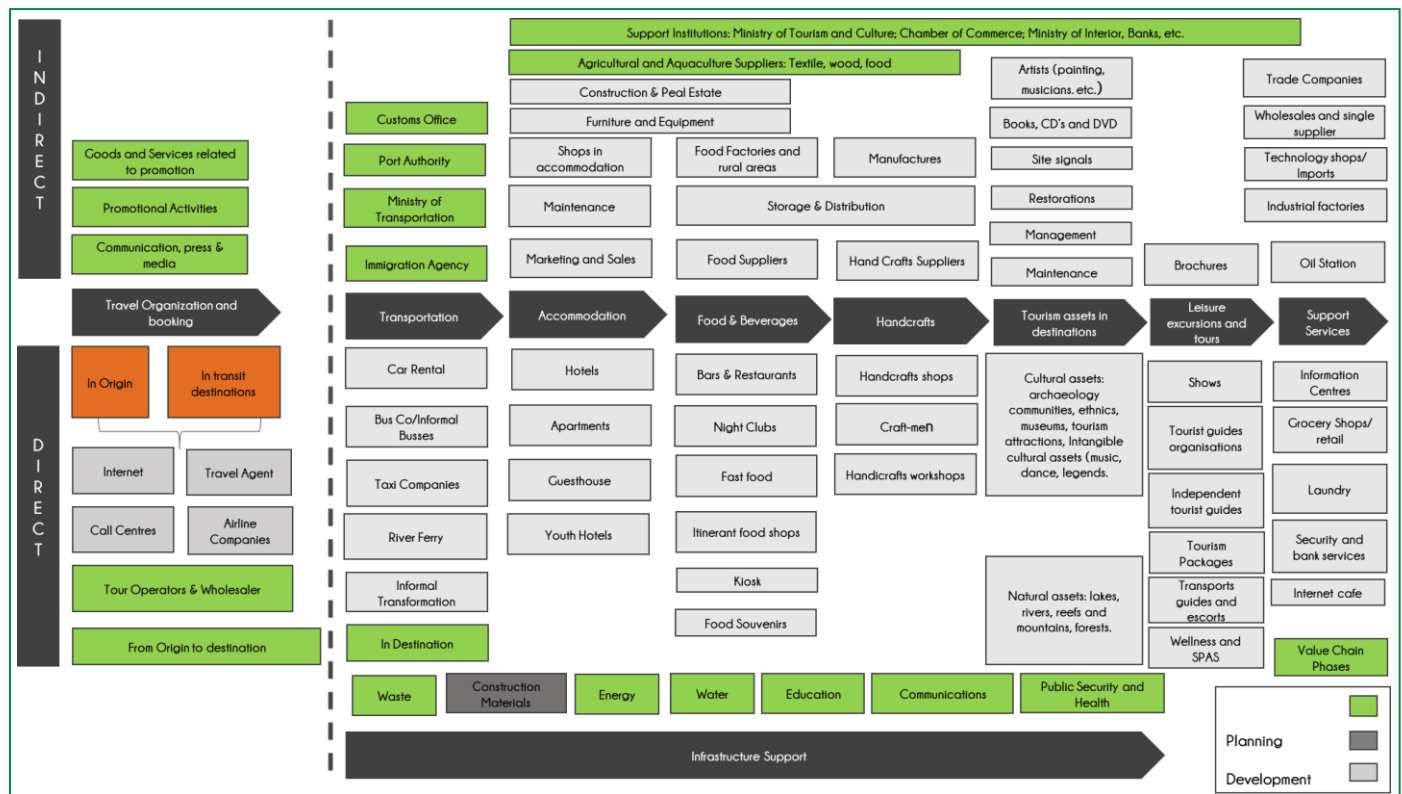 INDIRECT
Support Institutions: Ministry of Tourism and Culture; Chamber of Commerce; Ministry of Interior, Banks, etc.
Agricultural and Aquaculture Suppliers: Textile, wood, food
Construction & Peal Estate
Furniture and Equipment
Goods and Services related
to promotion
Promotional Activities
Communication, press &
media
Customs Office
Port Authority
Ministry of
Transportation
Immigration Agency
Shops in
accommodation
Maintenance
Marketing and Sales
Food Factories and
rural areas
Manufactures
Storage & Distribution
Food Suppliers
Hand Crafts Suppliers
Artists (painting,
musicians. etc.)
Books, CD's and DVD
Site signals
Restorations
Management
Maintenance
Brochures
Trade Companies
Wholesales and single
supplier
Technology shops/
Imports
Industrial factories
Oil Station
Travel Organization and
booking
Transportation
Accommodation
Food & Beverages
Handcrafts
Tourism assets in
destinations
Leisure
excursions and
tours
Support
Services
DIRECT
In Origin
In transit
destinations
Internet
Travel Agent
Call Centres
Airline
Companies
Tour Operators & Wholesaler
From Origin to destination
Car Rental
Bus Co/Informal
Busses
Taxi Companies
River Ferry
Informal
Transformation
In Destination
Hotels
Apartments
Guesthouse
Youth Hotels
Bars & Restaurants
Night Clubs
Fast food
Itinerant food shops
Kiosk
Food Souvenirs
Handcrafts shops
Craft-men
Handicrafts workshops
Cultural assets:
archaeology
communities, ethnics,
museums, tourism
attractions, Intangible
cultural assets (music,
dance, legends.
Natural assets: lakes,
rivers, reefs and
mountains, forests.
Shows
Tourist guides
organisations
Independent
tourist guides
Tourism
Packages
Transports
guides and
escorts
Wellness and
SPAS
Information
Centres
Grocery Shops/
retail
Laundry
Security and
bank services
Internet cafe
Value Chain
Phases
Waste
Construction
Materials
Energy
Water
Education
Communications
Public Security and
Health
Infrastructure Support
Planning
Development